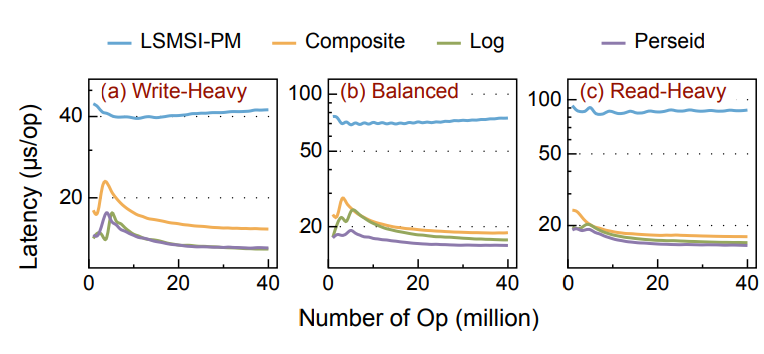 LSMSI-PM Composite Log Perseid
(a) Write-Heavy
(b) Balanced
(c) Read-Heavy
Latency (µs/op)
40
20
100
50
20
100
50
20
0 20 40
0 20 40
0 20 40
Number of Op (million)